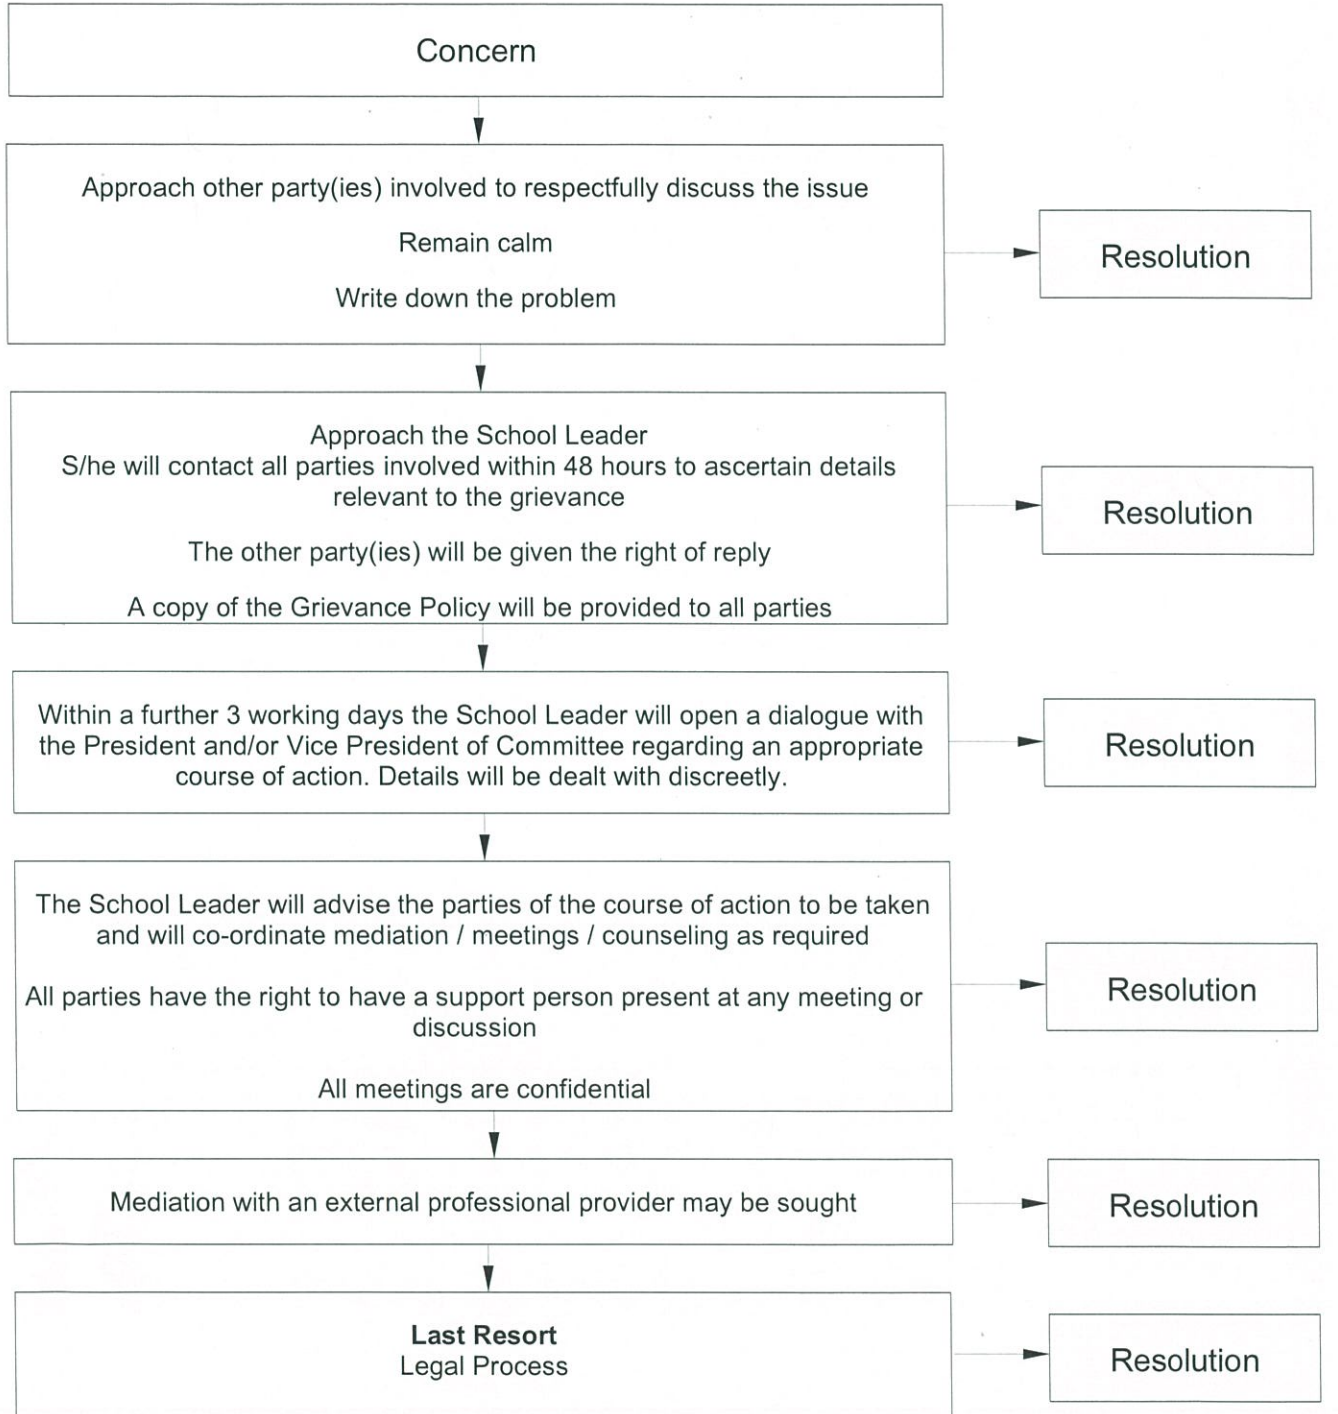 Concern
Approach other party(ies) involved to respectfully discuss the issue
Remain calm
Write down the problem
Resolution
Approach the School Leader
S/he will contact all parties involved within 48 hours to ascertain details
relevant to the grievance
The other party(ies) will be given the right of reply
A copy of the Grievance Policy will be provided to all parties
Resolution
Within a further 3 working days the School Leader will open a dialogue with
the President and/or Vice President of Committee regarding an appropriate
course of action. Details will be dealt with discreetly.
Resolution
The School Leader will advise the parties of the course of action to be taken
and will co-ordinate mediation / meetings / counseling as required
All parties have the right to have a support person present at any meeting or
discussion
All meetings are confidential
Resolution
Mediation with an external professional provider may be sought
Resolution
Last Resort
Legal Process
Resolution